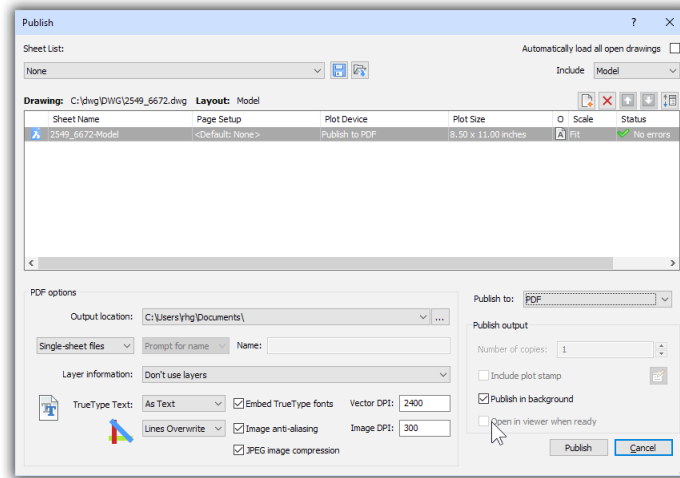 Publish
?
Sheet List:
Automatically load all open drawings
None
Include Model
Drawing: C:\dwg\DWG\2549_6672.dwg Layout: Model
Sheet Name Page Setup Plot Device Plot Size O Scale Status
2549_6672-Model <Default: None> Publish to PDF 8.50 x 11.00 inches A Fit No errors
PDF options
Publish to: PDF
Output location: C:\Users\rhg\Documents\ ...
Publish output
Single-sheet files Prompt for name Name:
Number of copies: 1
Layer information: Don't use layers
Include plot stamp
TrueType Text: As Text Embed TrueType fonts Vector DPI: 2400
Publish in background
Lines Overwrite Image anti-aliasing Image DPI: 300
Open in viewer when ready
JPEG image compression
Publish Cancel